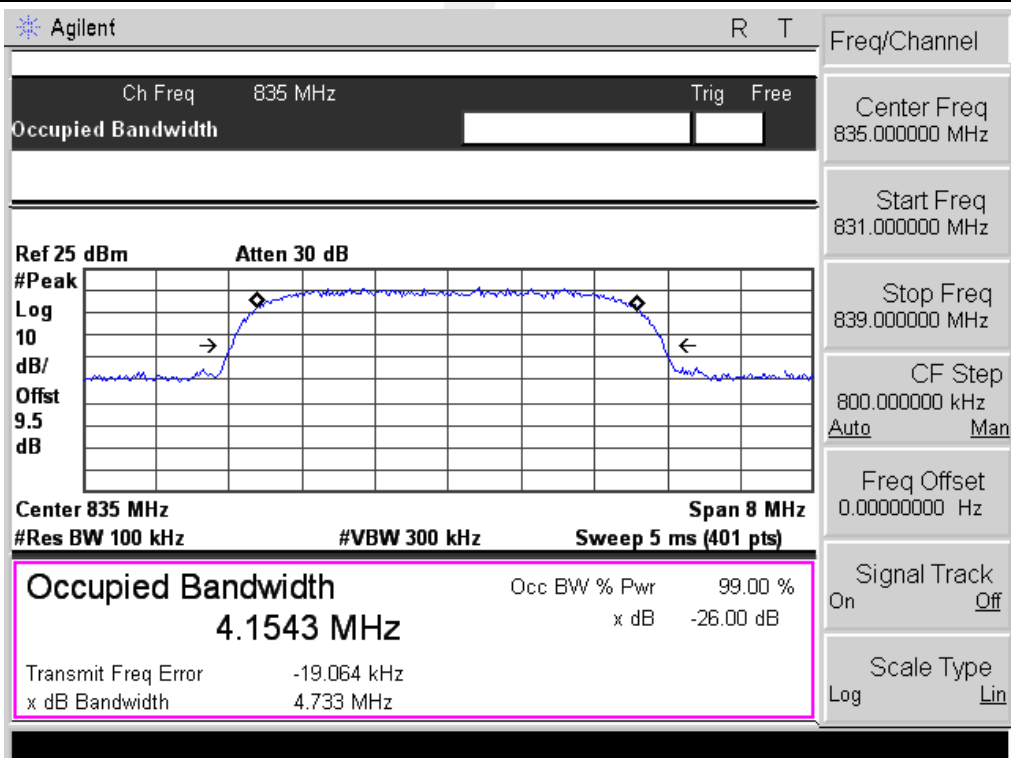 Agilent R T
Ch Freq 835 MHz Trig Free
Occupied Bandwidth
Ref 25 dBm Atten 30 dB
#Peak
Log
10
dB/
Offst
9.5
dB
Center 835 MHz Span 8 MHz
#Res BW 100 kHz #VBW 300 kHz Sweep 5 ms (401 pts)
Occupied Bandwidth
4.1543 MHz
Occ BW % Pwr 99.00 %
x dB -26.00 dB
Transmit Freq Error -19.064 kHz
x dB Bandwidth 4.733 MHz
Freq/Channel
Center Freq
835.000000 MHz
Start Freq
831.000000 MHz
Stop Freq
839.000000 MHz
CF Step
800.000000 kHz
Auto Man
Freq Offset
0.00000000 Hz
Signal Track
On Off
Scale Type
Log Lin